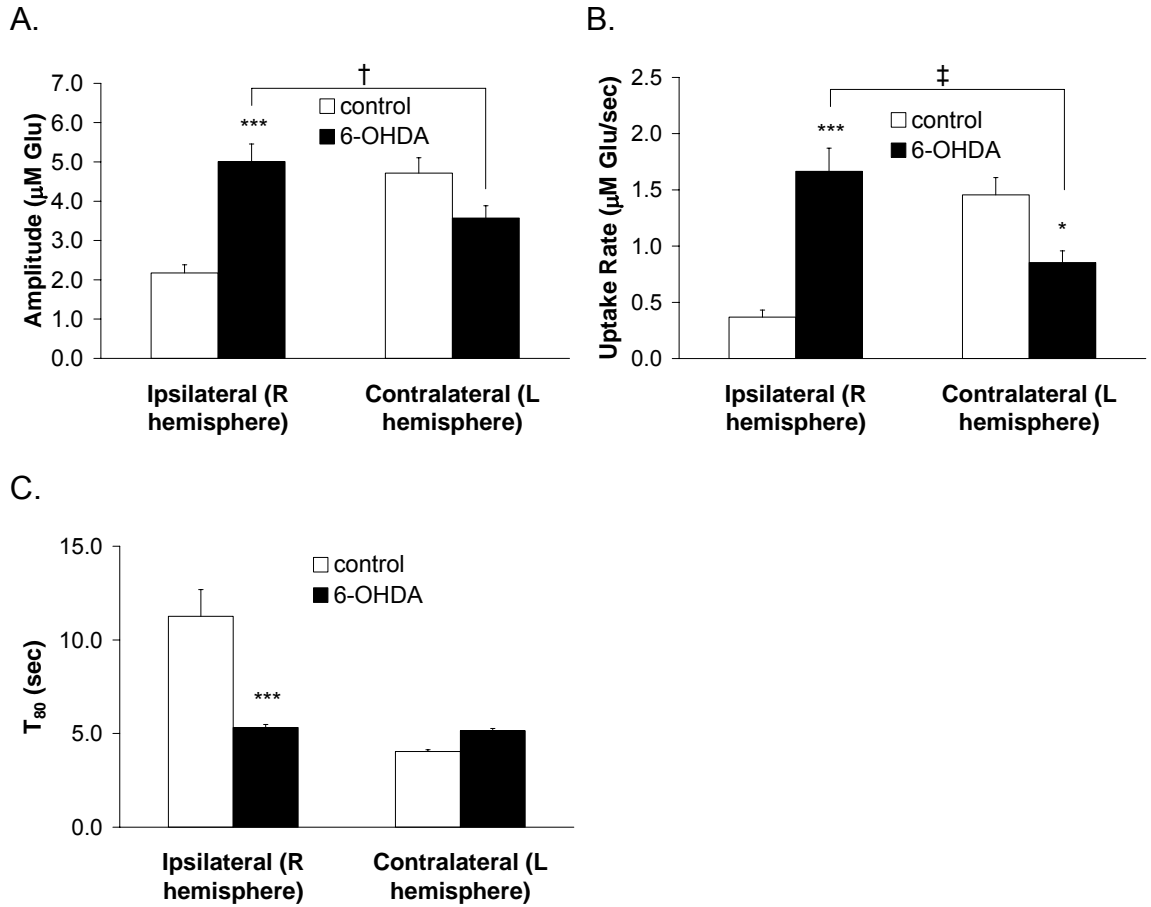 A.
Amplitude (μM Glu)
7.0
6.0
5.0
4.0
3.0
2.0
1.0
0.0
†
***
control
6-OHDA
Ipsilateral (R
hemisphere)
Contralateral (L
hemisphere)
B.
Uptake Rate (μM Glu/sec)
2.5
2.0
1.5
1.0
0.5
0.0
‡
***
control
6-OHDA
*
Ipsilateral (R
hemisphere)
Contralateral (L
hemisphere)
C.
T₈₀ (sec)
15.0
10.0
5.0
0.0
control
6-OHDA
***
Ipsilateral (R
hemisphere)
Contralateral (L
hemisphere)